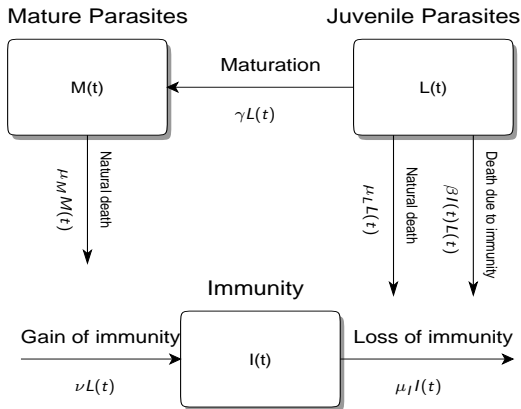 Mature Parasites
Juvenile Parasites
M(t)
Maturation
γL(t)
L(t)
Natural death
μ_M M(t)
Natural death
μ_L L(t)
Death due to immunity
βI(t)L(t)
Immunity
Gain of immunity
νL(t)
I(t)
Loss of immunity
μ_I I(t)